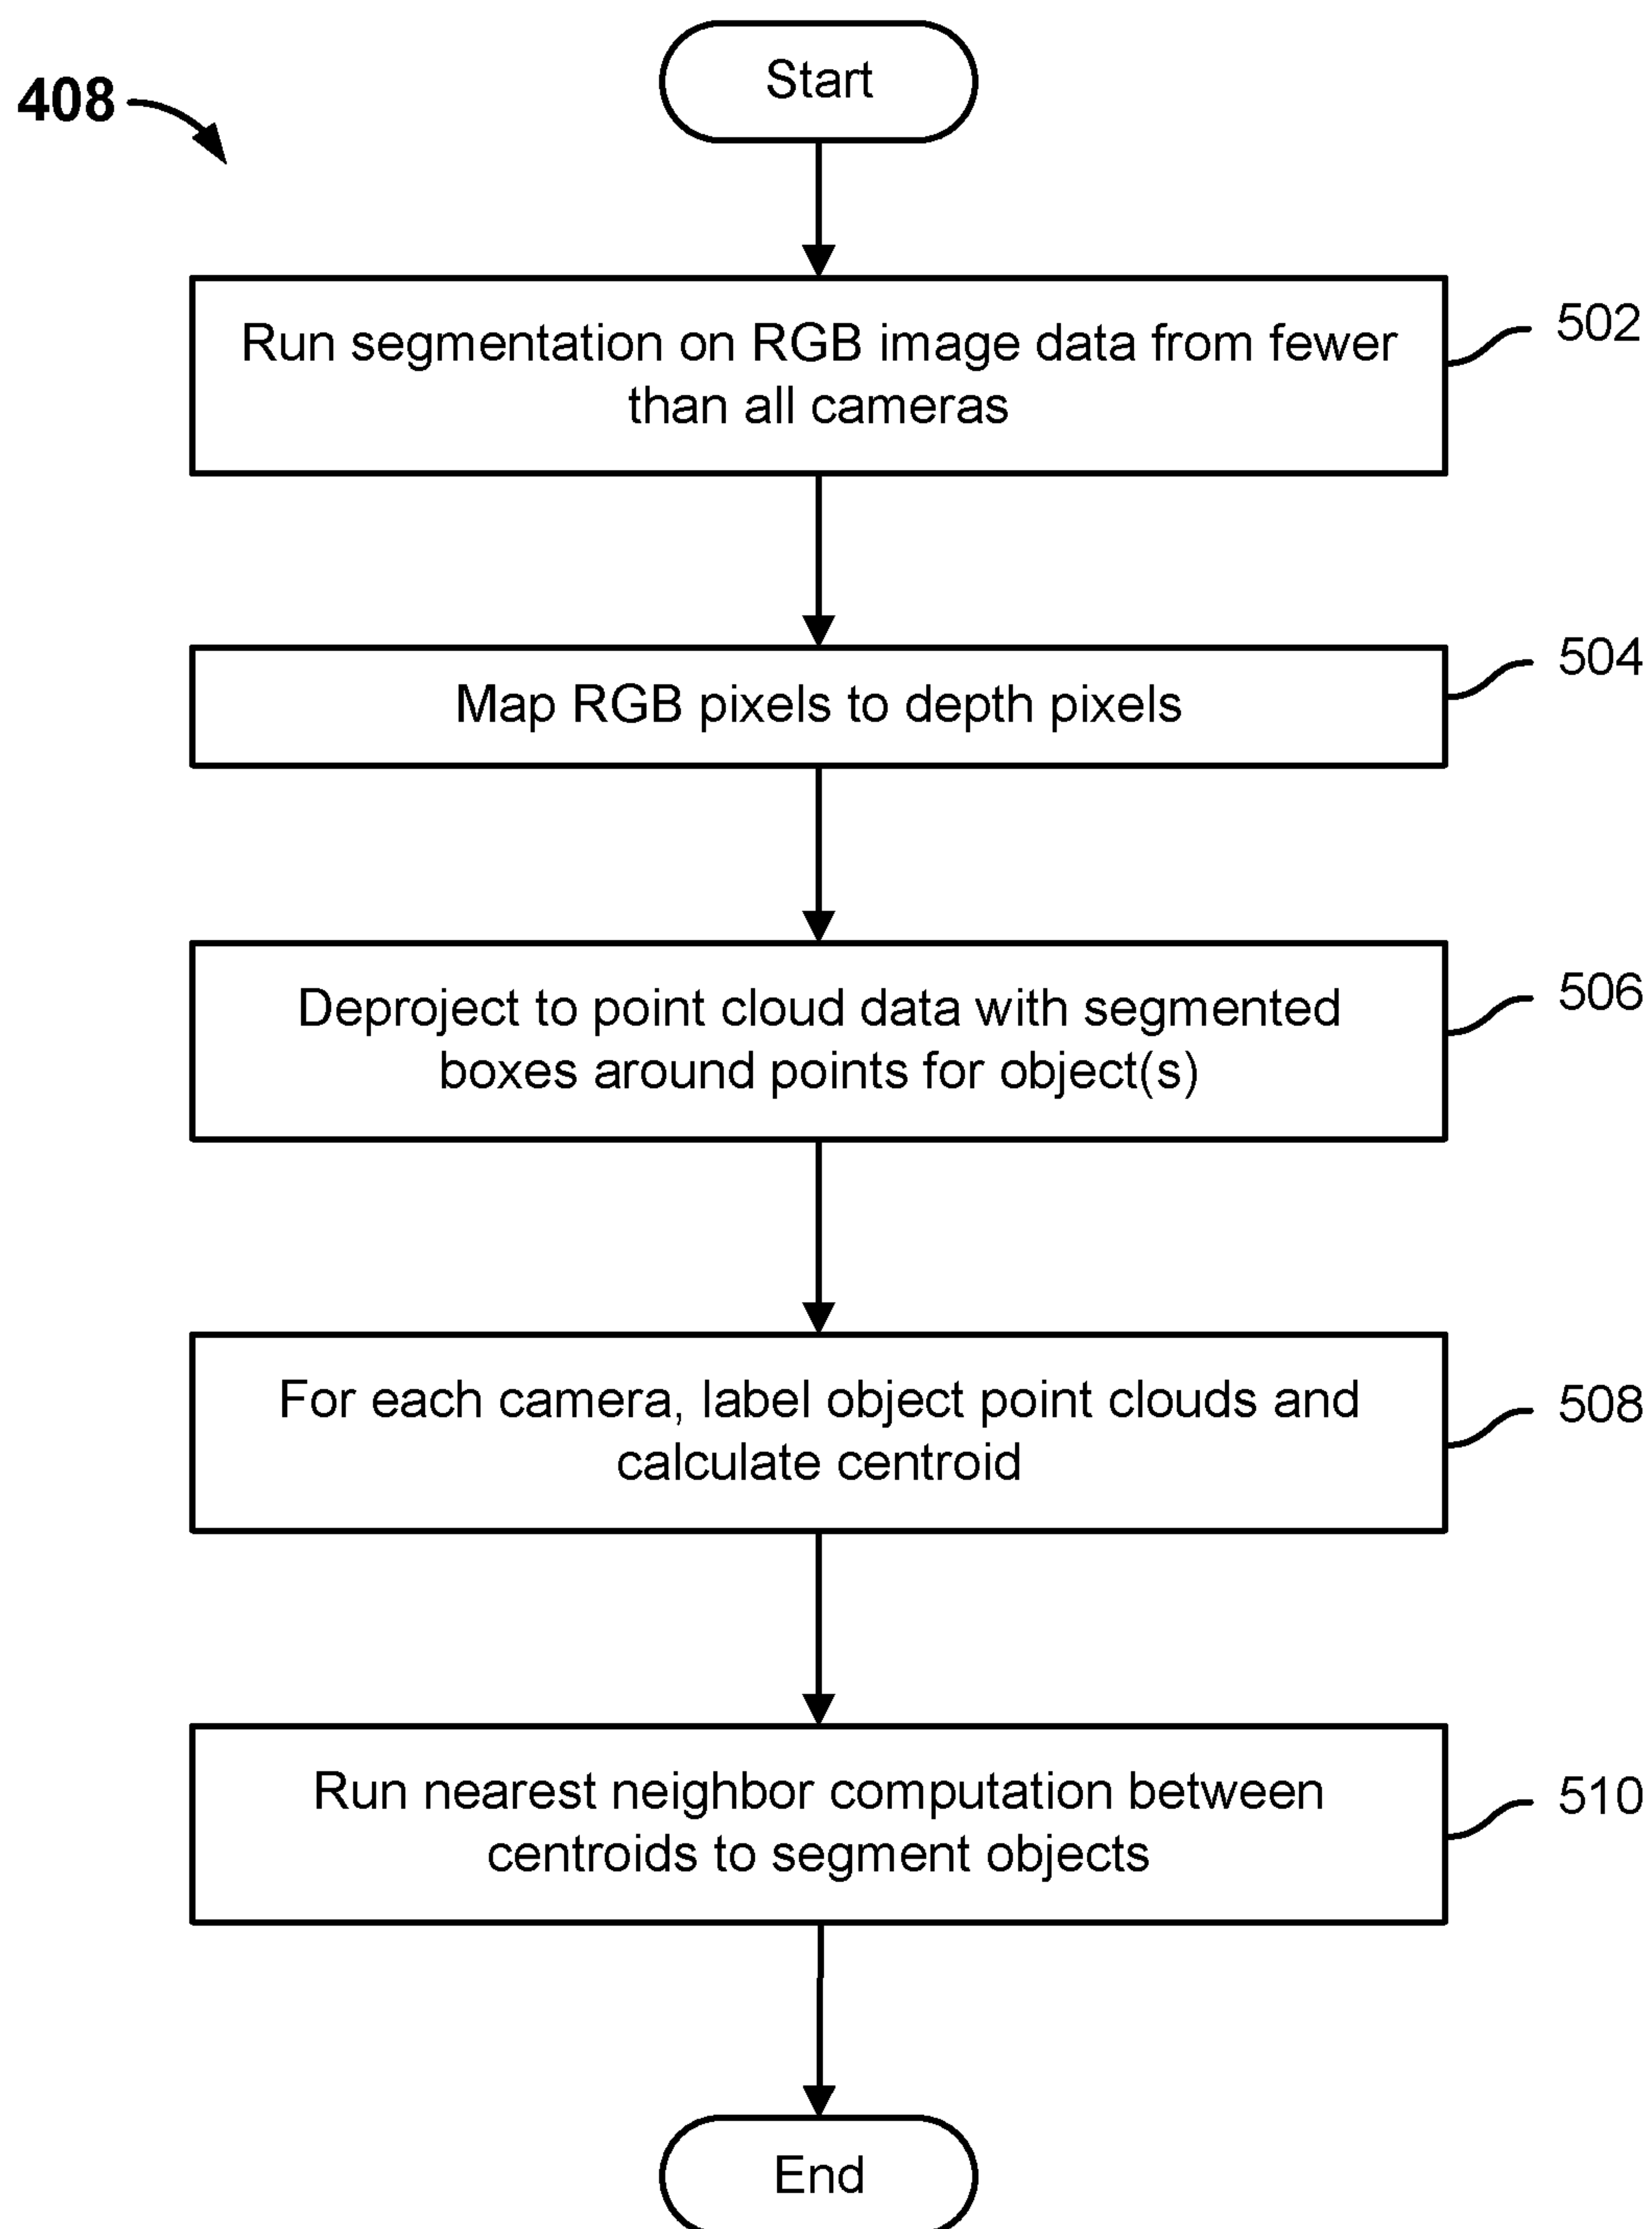 408
Start
Run segmentation on RGB image data from fewer
than all cameras
502
Map RGB pixels to depth pixels
504
Deproject to point cloud data with segmented
boxes around points for object(s)
506
For each camera, label object point clouds and
calculate centroid
508
Run nearest neighbor computation between
centroids to segment objects
510
End